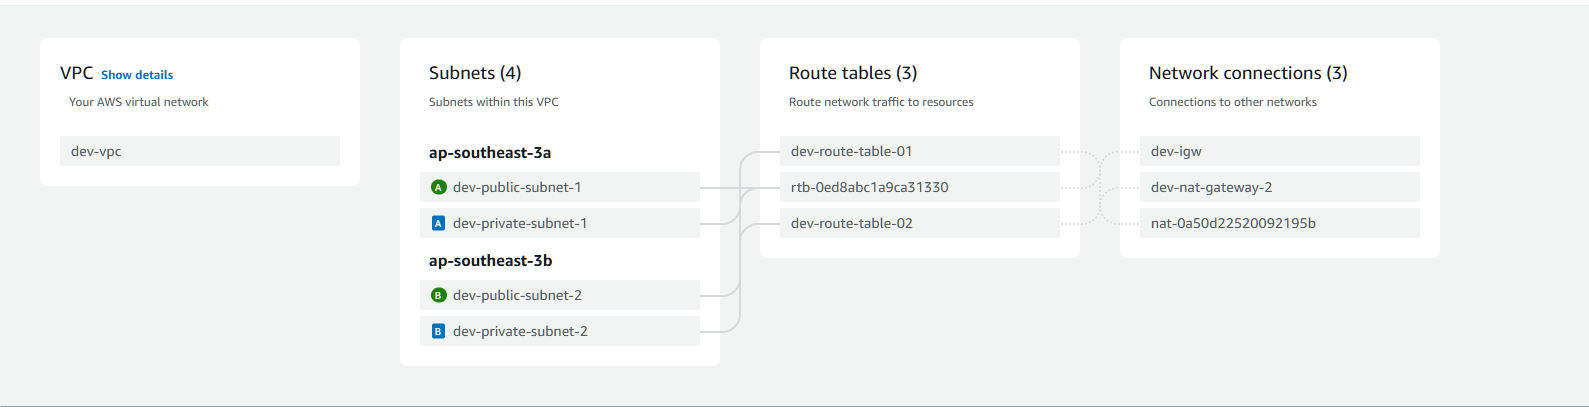 VPC Show details
Your AWS virtual network
dev-vpc
Subnets (4)
Subnets within this VPC
ap-southeast-3a
A dev-public-subnet-1
A dev-private-subnet-1
ap-southeast-3b
B dev-public-subnet-2
B dev-private-subnet-2
Route tables (3)
Route network traffic to resources
dev-route-table-01
rtb-0ed8abc1a9ca31330
dev-route-table-02
Network connections (3)
Connections to other networks
dev-igw
dev-nat-gateway-2
nat-0a50d22520092195b